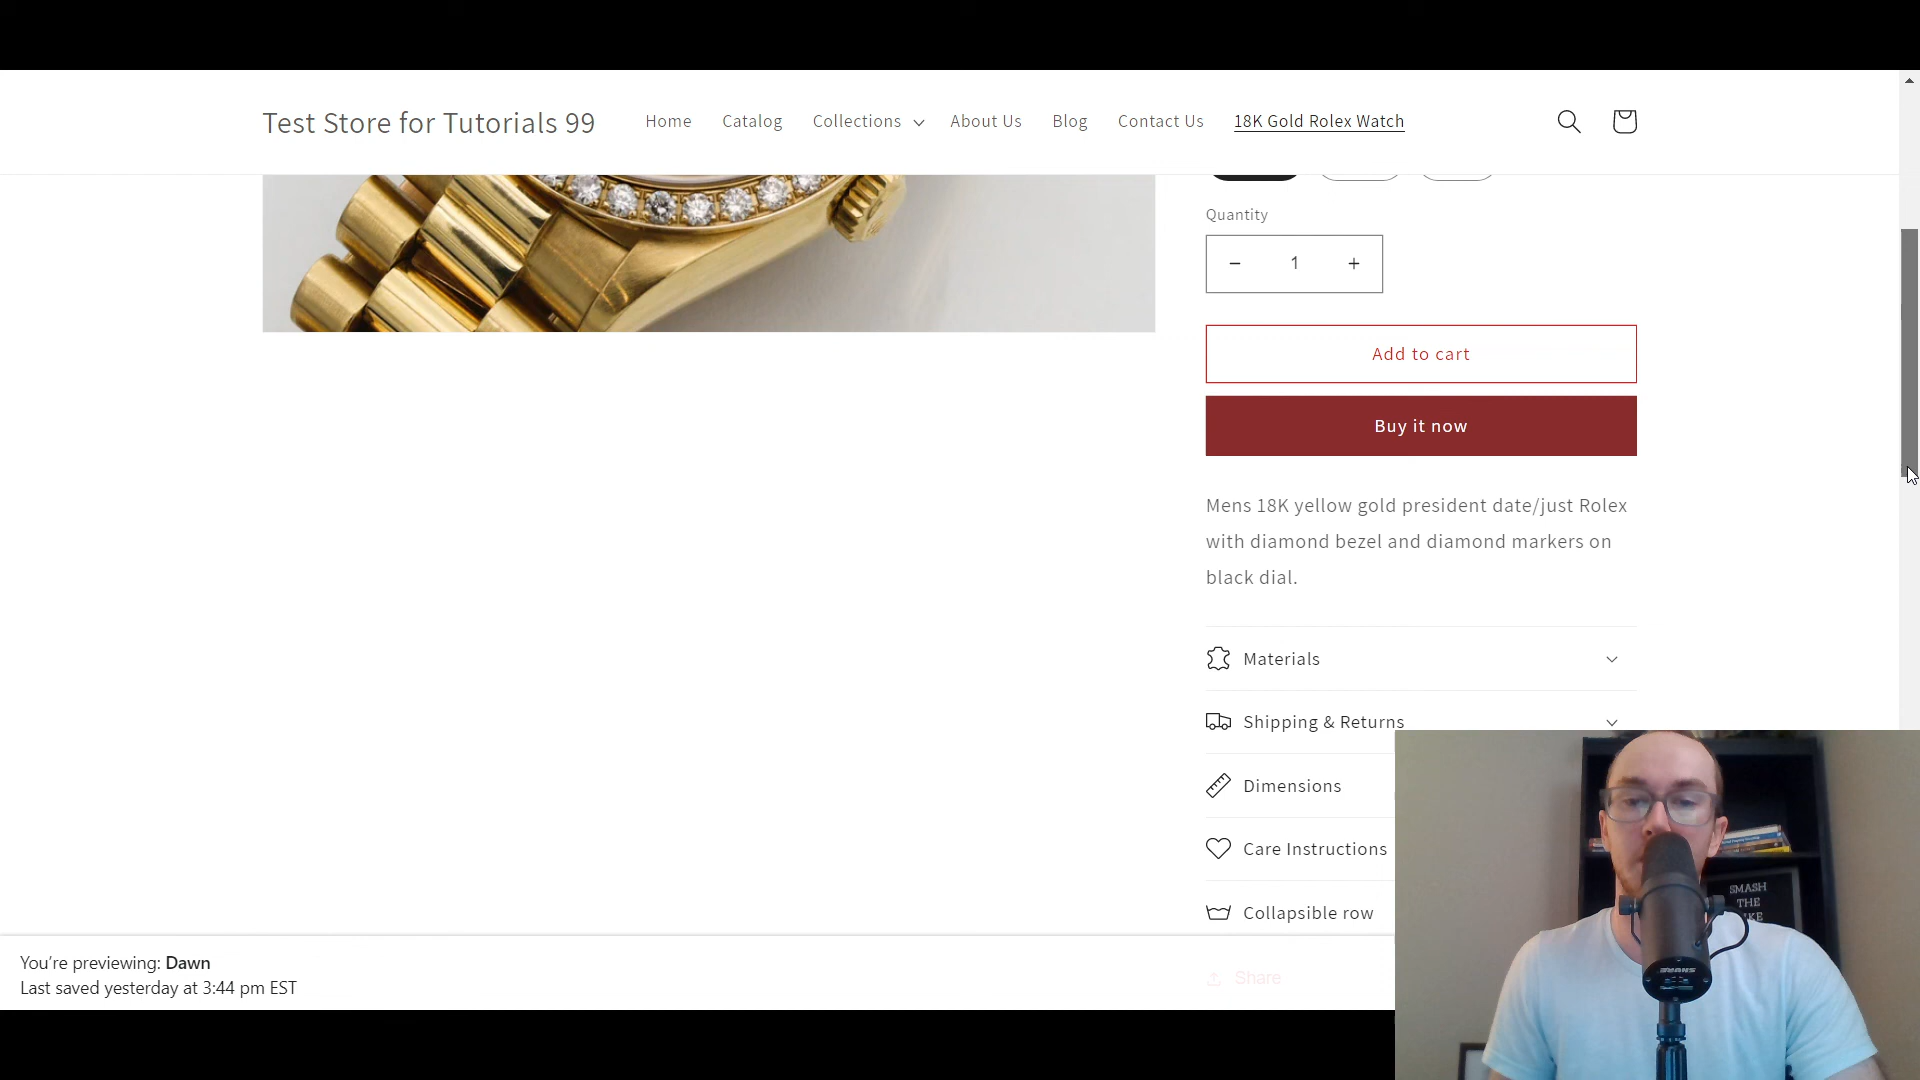 Test Store for Tutorials 99
Home
Catalog
Collections
About Us
Blog
Contact Us
18K Gold Rolex Watch
Quantity
− 1 +
Add to cart
Buy it now
Mens 18K yellow gold president date/just Rolex
with diamond bezel and diamond markers on
black dial.
Materials
Shipping & Returns
Dimensions
Care Instructions
Collapsible row
Share
You're previewing: Dawn
Last saved yesterday at 3:44 pm EST
SMASH
THE
SHURE